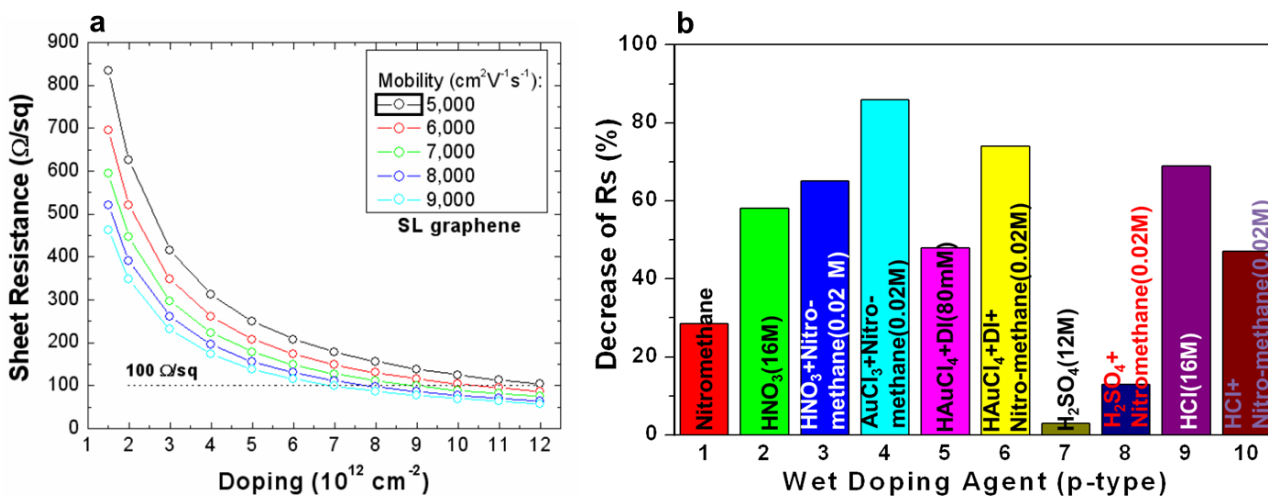 a
900
800
700
600
500
400
300
200
100
0
Sheet Resistance (Ω/sq)
Mobility (cm²V⁻¹s⁻¹):
5,000
6,000
7,000
8,000
9,000
SL graphene
100 Ω/sq
1 2 3 4 5 6 7 8 9 10 11 12
Doping (10¹² cm⁻²)
b
100
80
60
40
20
0
Decrease of Rs (%)
Nitromethane
HNO₃(16M)
HNO₃+Nitro-
methane(0.02 M)
AuCl₃+Nitro-
methane(0.02M)
HAuCl₄+DI(80mM)
HAuCl₄+DI+
Nitro-methane(0.02M)
H₂SO4(12M)
H₂SO₄+
Nitromethane(0.02M)
HCl(16M)
HCl+
Nitro-methane(0.02M)
1 2 3 4 5 6 7 8 9 10
Wet Doping Agent (p-type)